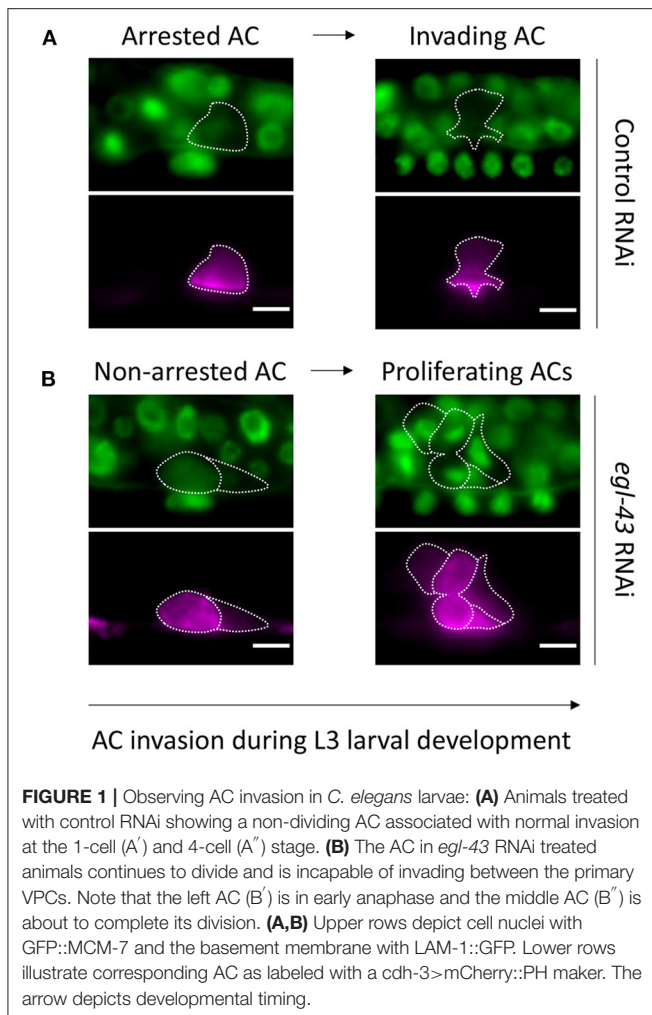 A
Arrested AC → Invading AC
Control RNAi
B
Non-arrested AC → Proliferating ACs
egl-43 RNAi
AC invasion during L3 larval development
FIGURE 1 | Observing AC invasion in C. elegans larvae: (A) Animals treated
with control RNAi showing a non-dividing AC associated with normal invasion
at the 1-cell (A′) and 4-cell (A″) stage. (B) The AC in egl-43 RNAi treated
animals continues to divide and is incapable of invading between the primary
VPCs. Note that the left AC (B′) is in early anaphase and the middle AC (B″) is
about to complete its division. (A,B) Upper rows depict cell nuclei with
GFP::MCM-7 and the basement membrane with LAM-1::GFP. Lower rows
illustrate corresponding AC as labeled with a cdh-3>mCherry::PH maker. The
arrow depicts developmental timing.